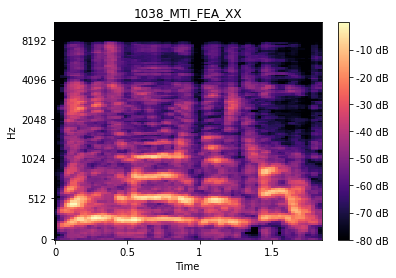 1038_MTI_FEA_XX
8192
4096
2048
1024
512
0
Hz
0
0.5
1
1.5
Time
-10 dB
-20 dB
-30 dB
-40 dB
-50 dB
-60 dB
-70 dB
-80 dB